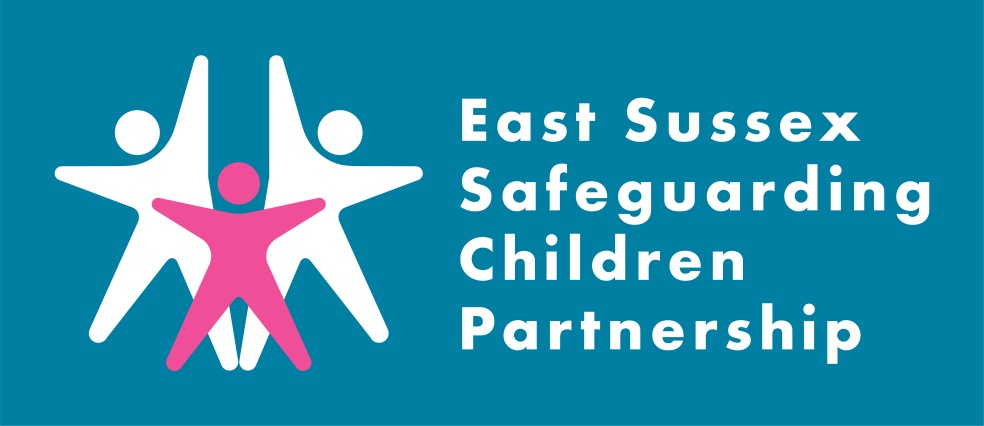 East Sussex
Safeguarding
Children
Partnership